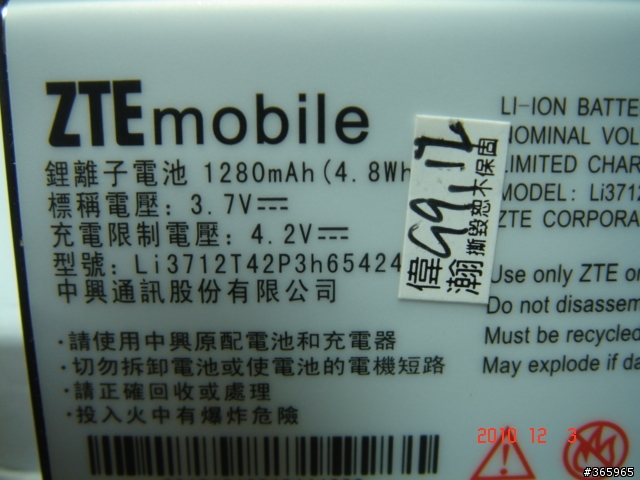 ZTE mobile
鋰離子電池 1280mAh(4.8Wh
標稱電壓: 3.7V
充電限制電壓: 4.2V
型號: Li3712T42P3h65424
中興通訊股份有限公司
·請使用中興原配電池和充電器
·切勿拆卸電池或使電池的電機短路
·請正確回收或處理
·投入火中有爆炸危險
偉瀚
99.12
撕毀恕不保固
LI-ION BATTE
NOMINAL VOL
LIMITED CHAR
MODEL: Li3712
ZTE CORPORA
Use only ZTE or
Do not disassem
Must be recycled
May explode if da
2010 12 3
#365965